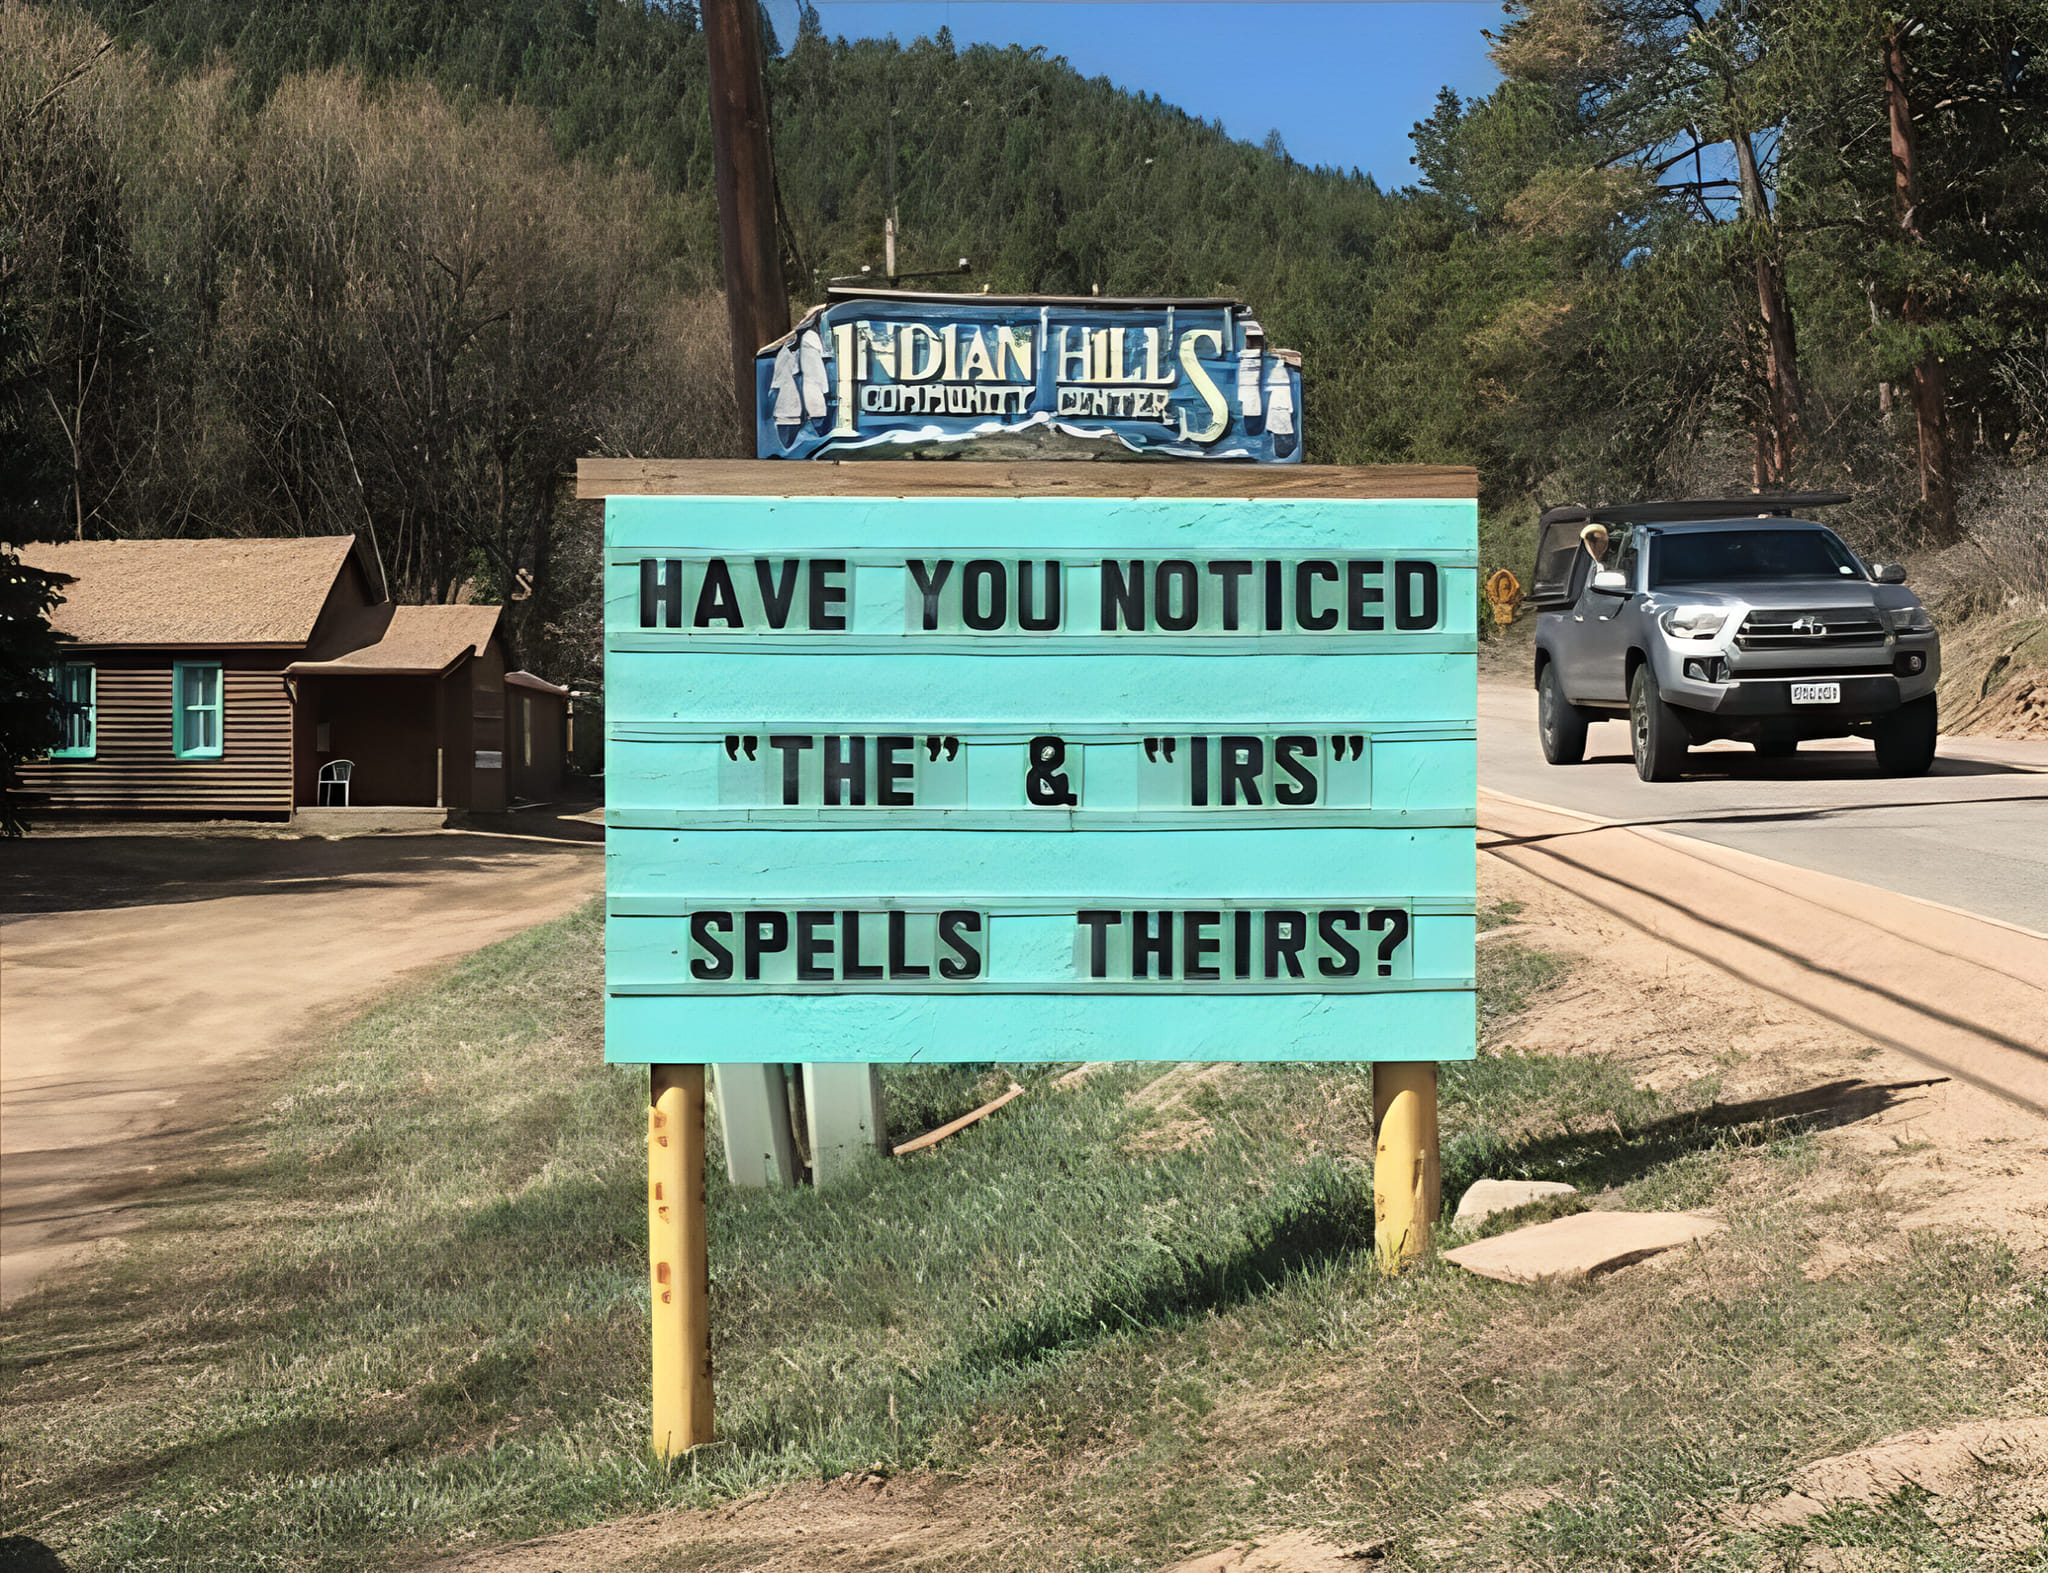 INDIAN HILLS
COMMUNITY CENTER
HAVE YOU NOTICED
"THE" & "IRS"
SPELLS THEIRS?